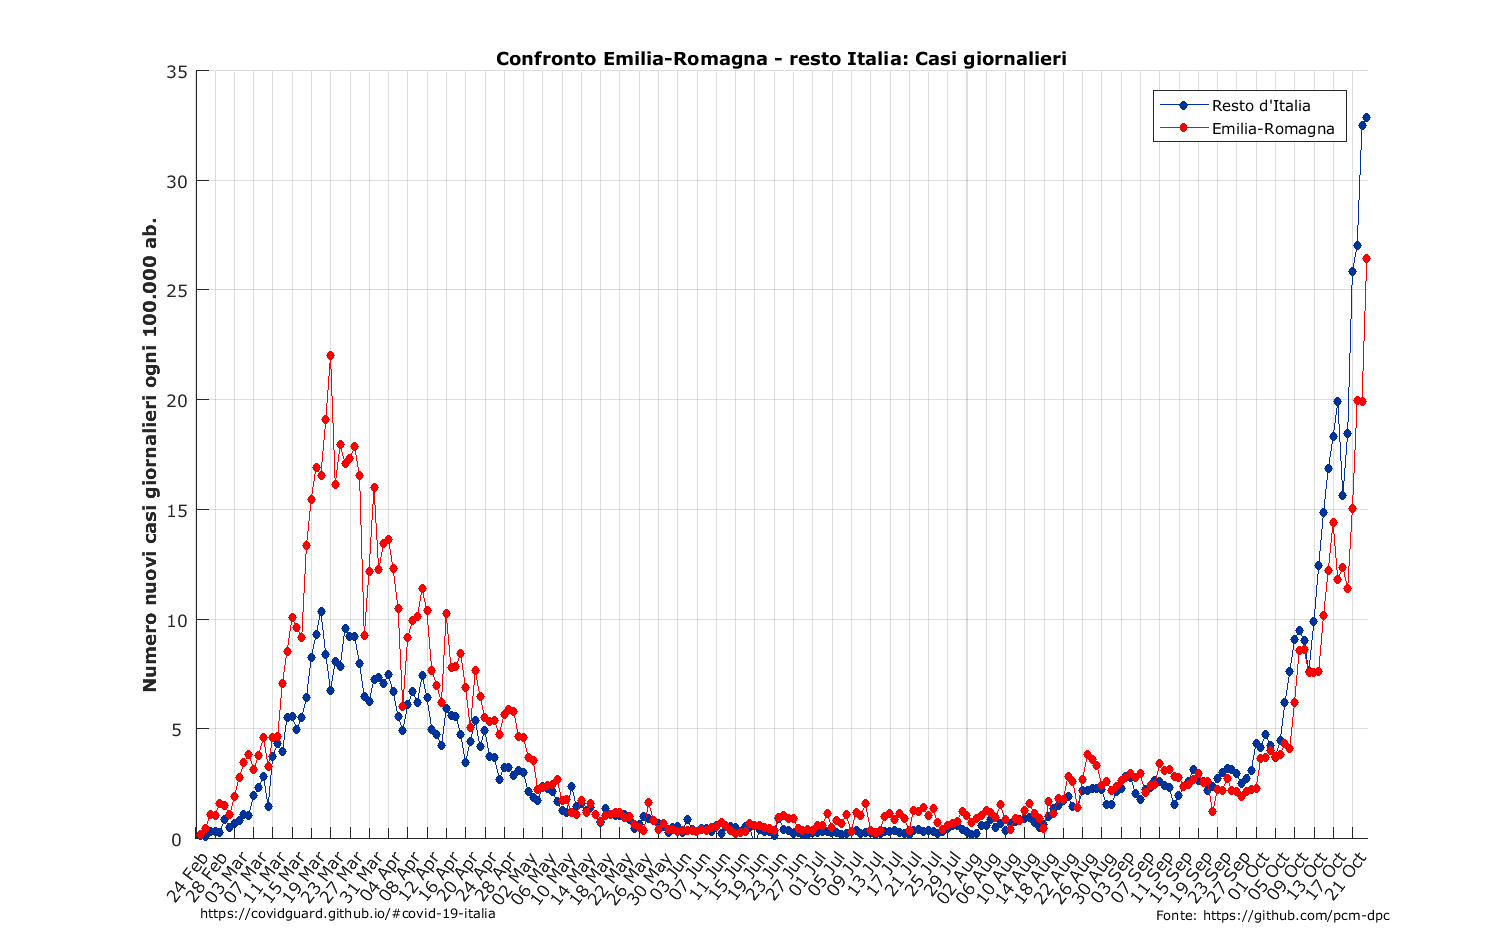 Confronto Emilia-Romagna - resto Italia: Casi giornalieri
Resto d'Italia
Emilia-Romagna
Numero nuovi casi giornalieri ogni 100.000 ab.
35
30
25
20
15
10
5
0
24 Feb
28 Feb
03 Mar
07 Mar
11 Mar
15 Mar
19 Mar
23 Mar
27 Mar
31 Mar
04 Apr
08 Apr
12 Apr
16 Apr
20 Apr
24 Apr
28 Apr
02 May
06 May
10 May
14 May
18 May
22 May
26 May
30 May
03 Jun
07 Jun
11 Jun
15 Jun
19 Jun
23 Jun
27 Jun
01 Jul
05 Jul
09 Jul
13 Jul
17 Jul
21 Jul
25 Jul
29 Jul
02 Aug
06 Aug
10 Aug
14 Aug
18 Aug
22 Aug
26 Aug
30 Aug
03 Sep
07 Sep
11 Sep
15 Sep
19 Sep
23 Sep
27 Sep
01 Oct
05 Oct
09 Oct
13 Oct
17 Oct
21 Oct
https://covidguard.github.io/#covid-19-italia
Fonte: https://github.com/pcm-dpc